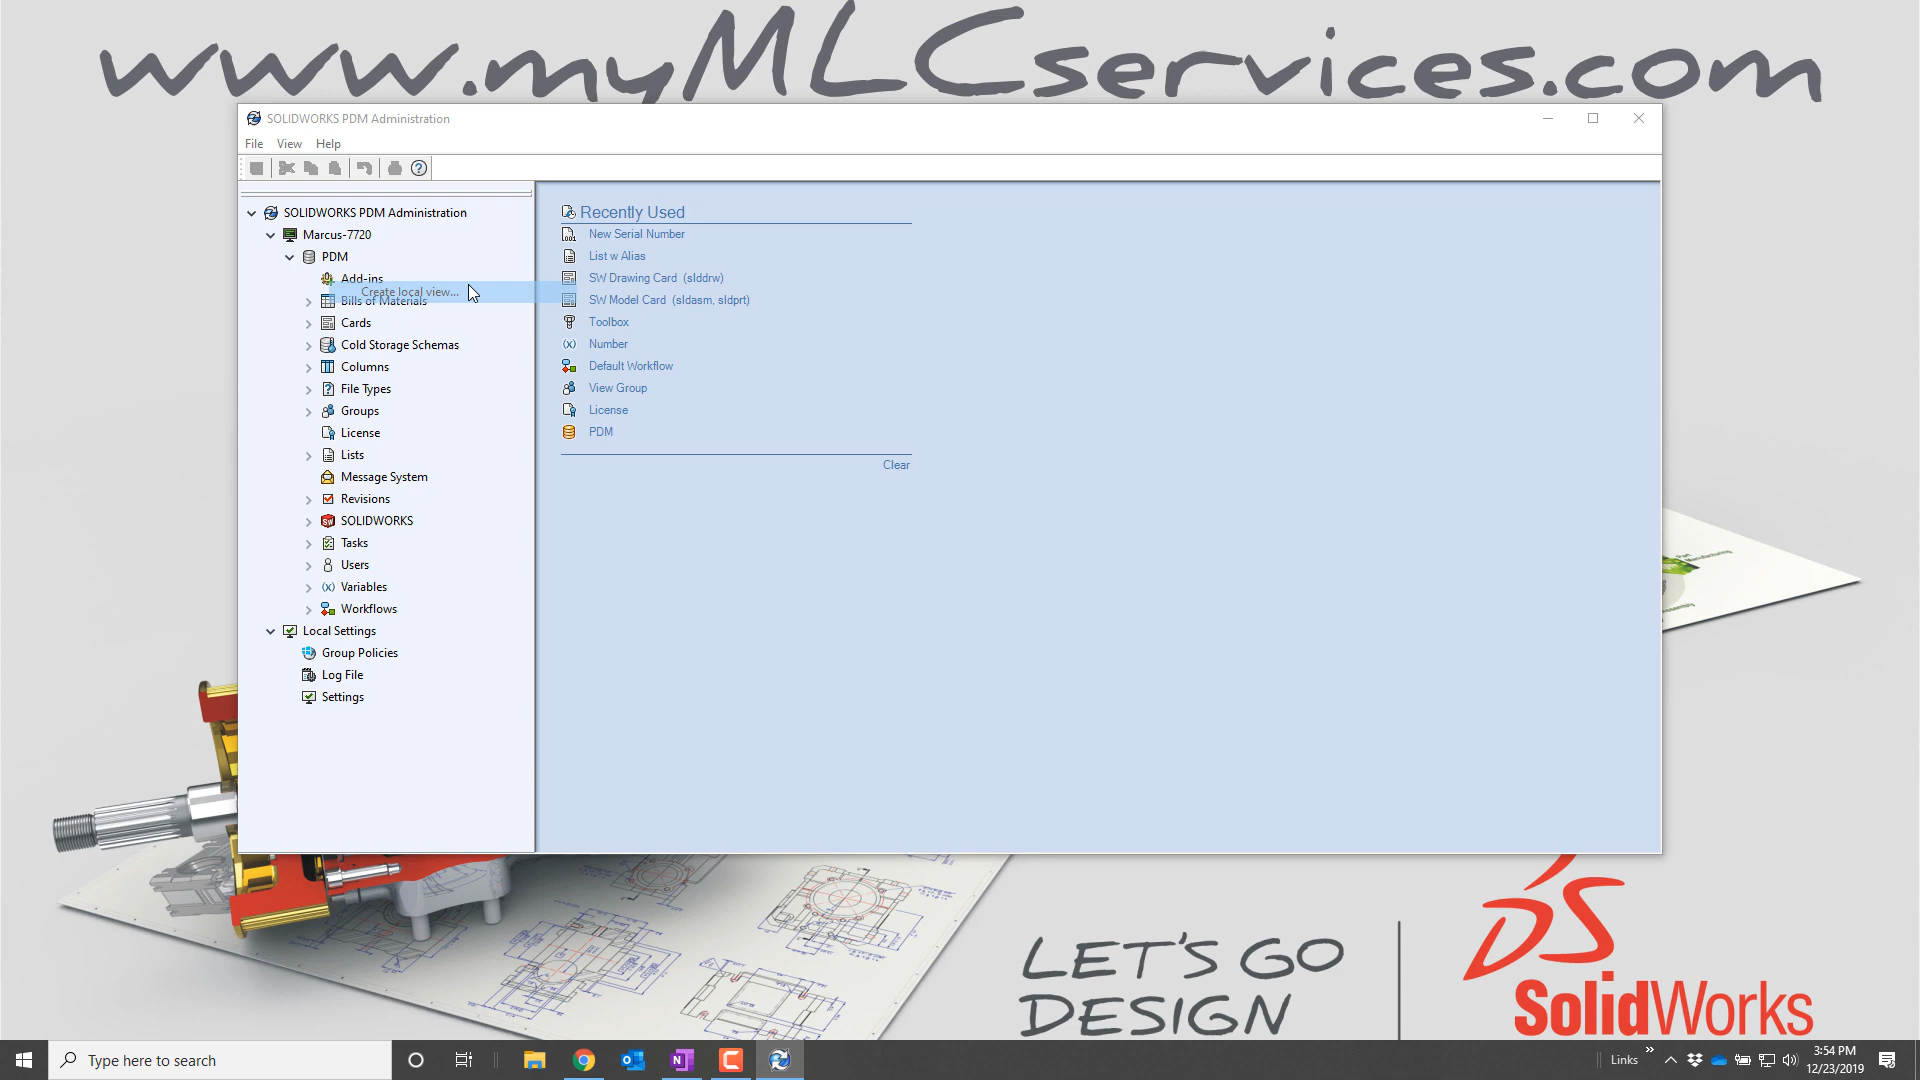 www.myMLCservices.com
SOLIDWORKS PDM Administration
File View Help
SOLIDWORKS PDM Administration
Marcus-7720
PDM
Add-ins
Create local view...
Bills of Materials
Cards
Cold Storage Schemas
Columns
File Types
Groups
License
Lists
Message System
Revisions
SOLIDWORKS
Tasks
Users
Variables
Workflows
Local Settings
Group Policies
Log File
Settings
Recently Used
New Serial Number
List w Alias
SW Drawing Card (slddrw)
SW Model Card (sldasm, sldprt)
Toolbox
Number
Default Workflow
View Group
License
PDM
Clear
Part
Manufacturing
LET'S GO
DESIGN
SolidWorks
Type here to search
Links
3:54 PM
12/23/2019